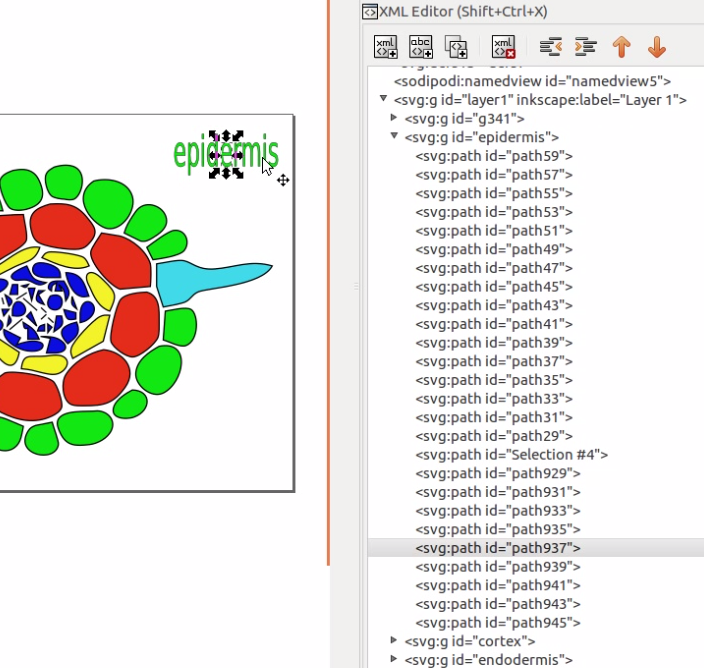 XML Editor (Shift+Ctrl+X)
xml abc xml
<sodipodi:namedview id="namedview5">
<svg:g id="layer1" inkscape:label="Layer 1">
<svg:g id="g341">
<svg:g id="epidermis">
<svg:path id="path59">
<svg:path id="path57">
<svg:path id="path55">
<svg:path id="path53">
<svg:path id="path51">
<svg:path id="path49">
<svg:path id="path47">
<svg:path id="path45">
<svg:path id="path43">
<svg:path id="path41">
<svg:path id="path39">
<svg:path id="path37">
<svg:path id="path35">
<svg:path id="path33">
<svg:path id="path31">
<svg:path id="path29">
<svg:path id="Selection #4">
<svg:path id="path929">
<svg:path id="path931">
<svg:path id="path933">
<svg:path id="path935">
<svg:path id="path937">
<svg:path id="path939">
<svg:path id="path941">
<svg:path id="path943">
<svg:path id="path945">
<svg:g id="cortex">
<svg:g id="endodermis">
epidermis